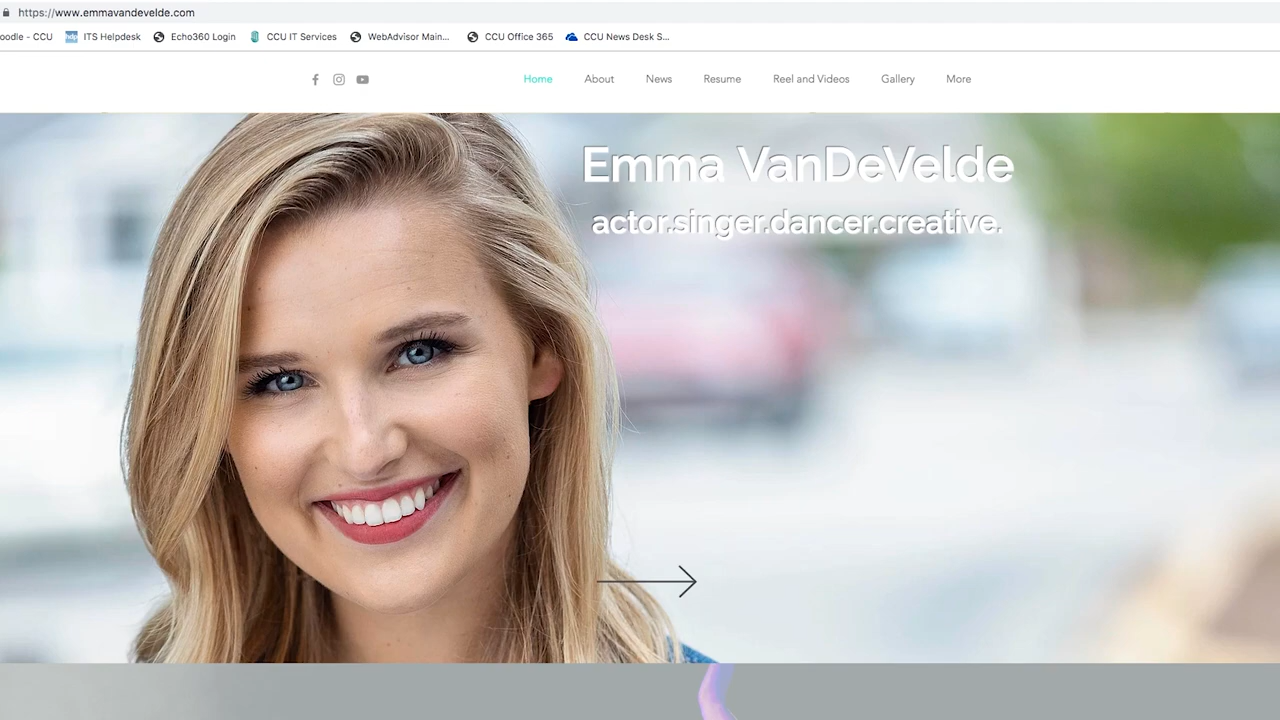 https://www.emmavandevelde.com
oodle - CCU hdp ITS Helpdesk Echo360 Login CCU IT Services WebAdvisor Main... CCU Office 365 CCU News Desk S...
Home About News Resume Reel and Videos Gallery More
Emma VanDeVelde
actor.singer.dancer.creative.